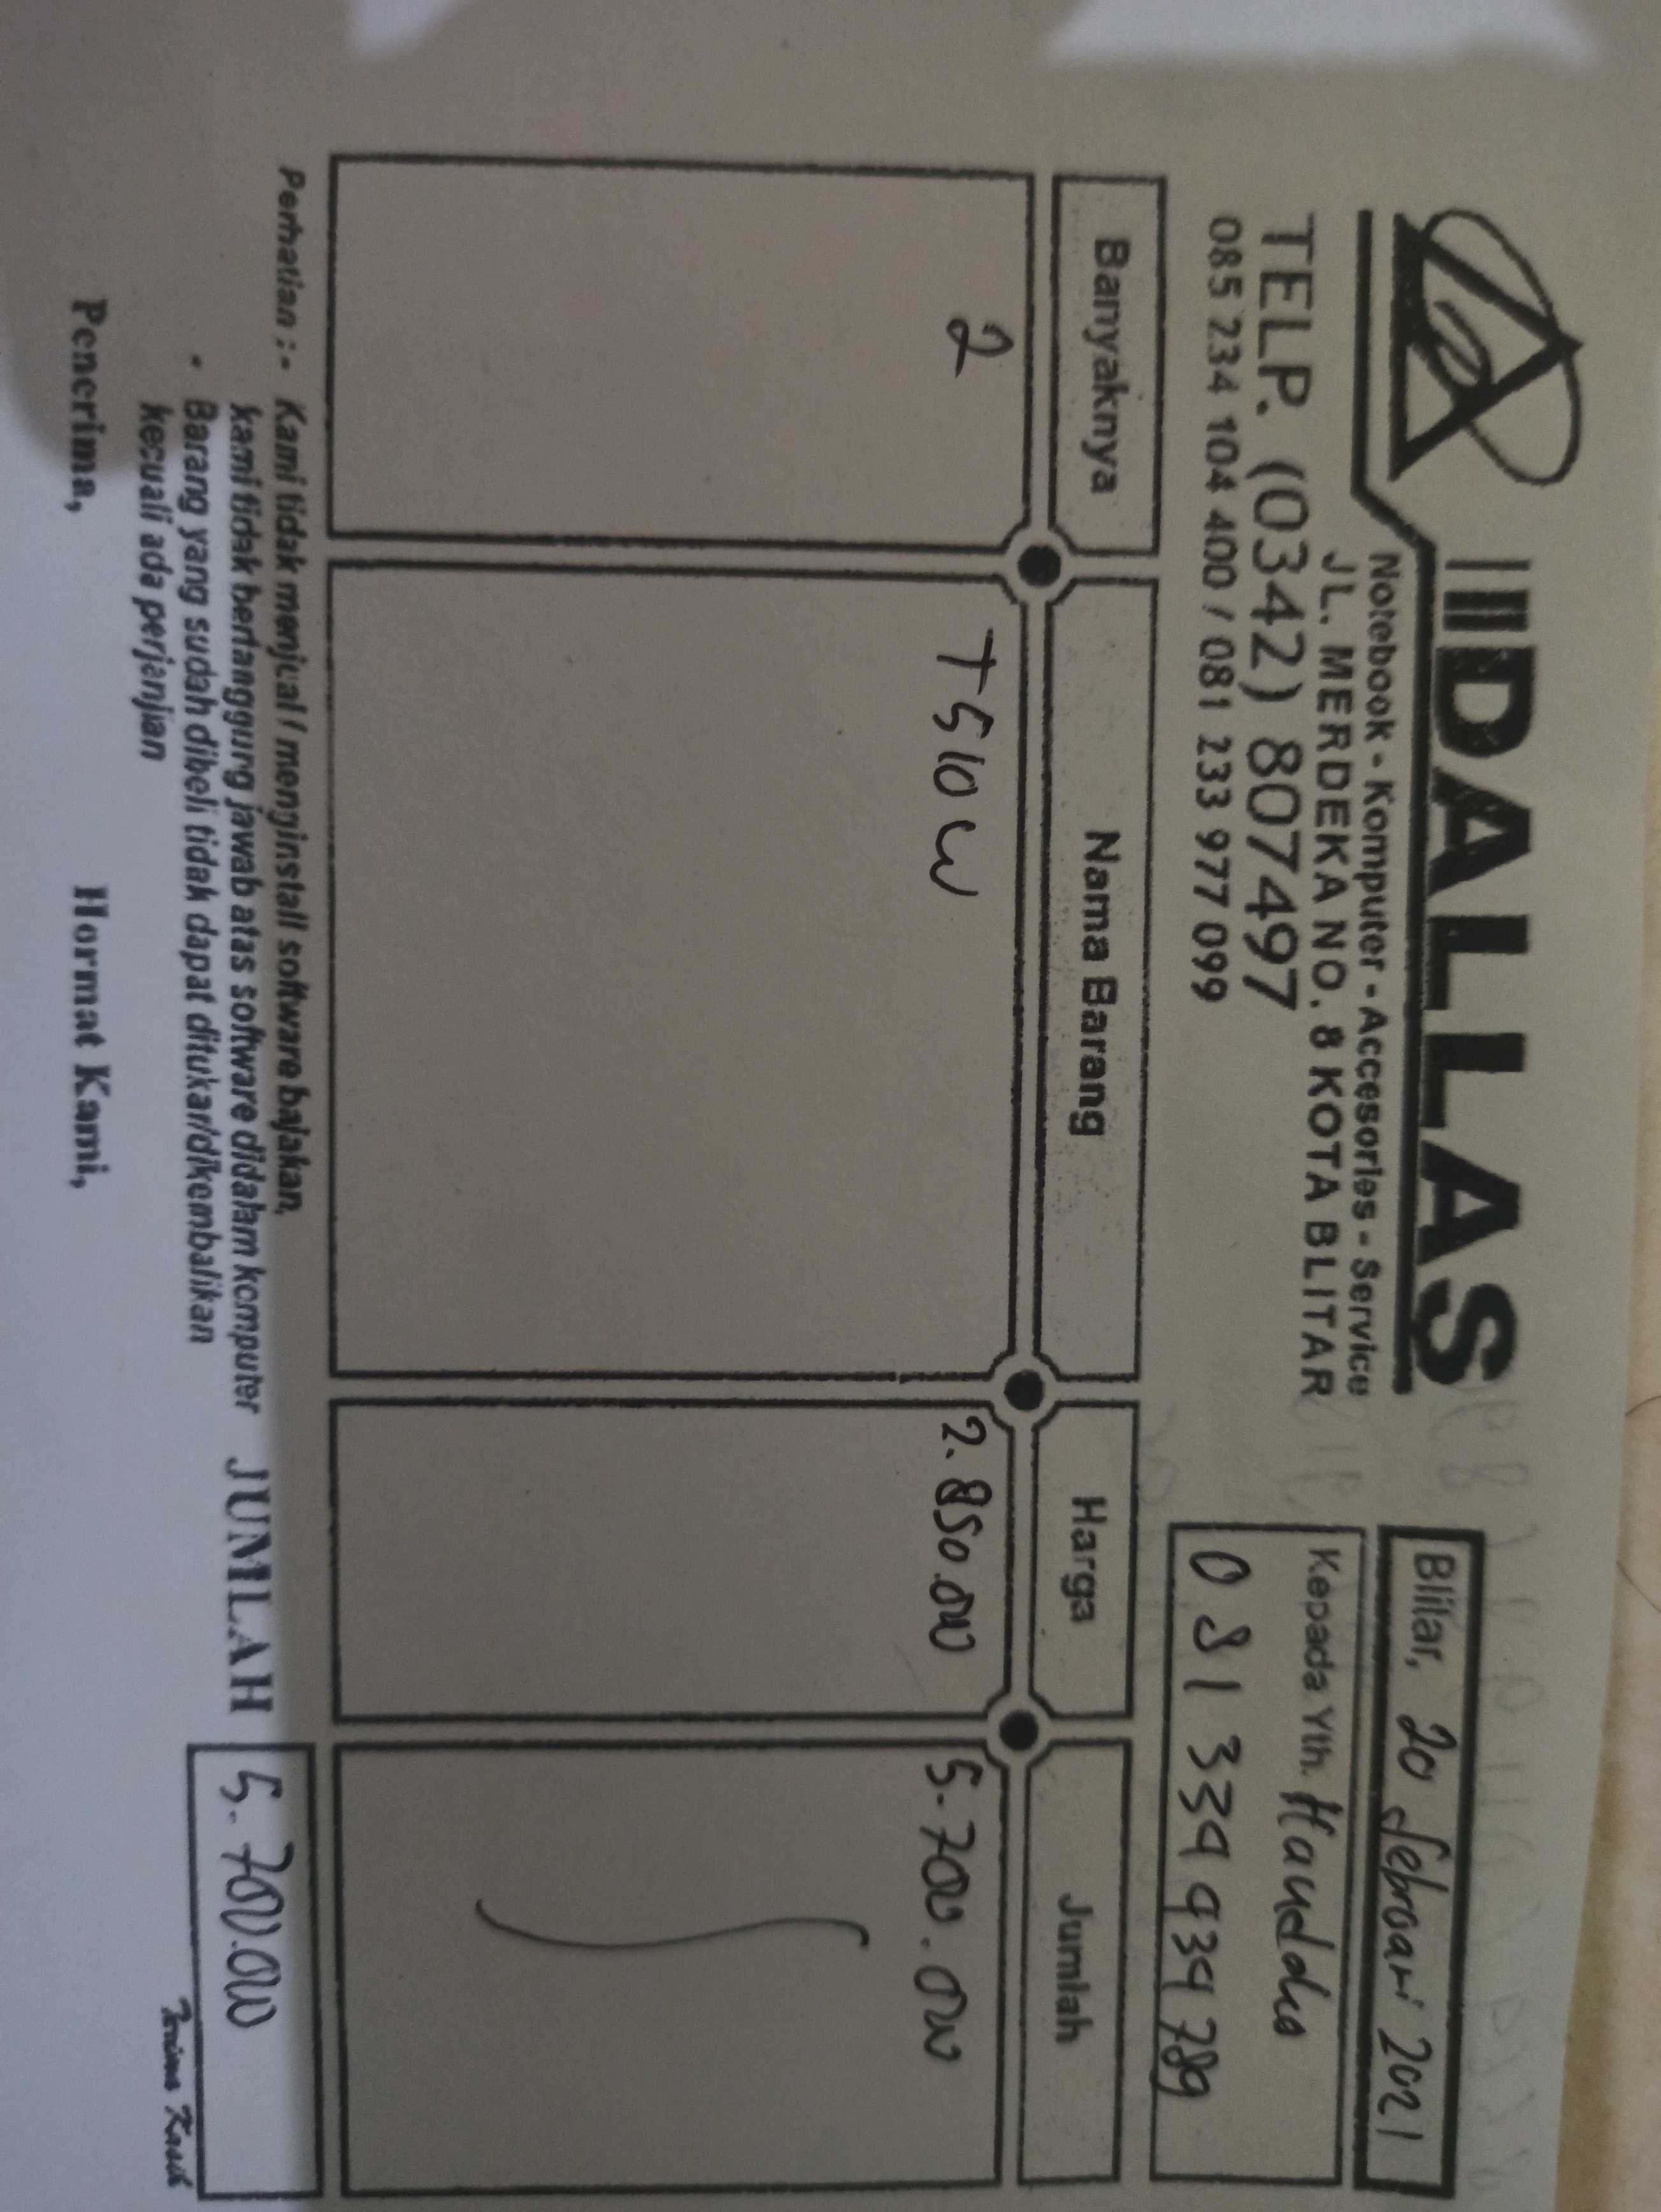 DALLAS
Notebook - Komputer - Accesories - Service
JL. MERDEKA NO. 8 KOTA BLITAR
TELP. (0342) 807497
085 234 104 400 / 081 233 977 099
Blitar, 20 Februari 2021
Kepada Yth.
081 339 939 789
Banyaknya Nama Barang Harga Jumlah
2 T510W 2.850.000 5.700.000
Perhatian :- Kami tidak menjual / menginstall software bajakan,
kami tidak bertanggung jawab atas software didalam komputer
- Barang yang sudah dibeli tidak dapat ditukar/dikembalikan
kecuali ada perjanjian
JUMLAH 5.700.000
Terima Kasih
Penerima, Hormat Kami,